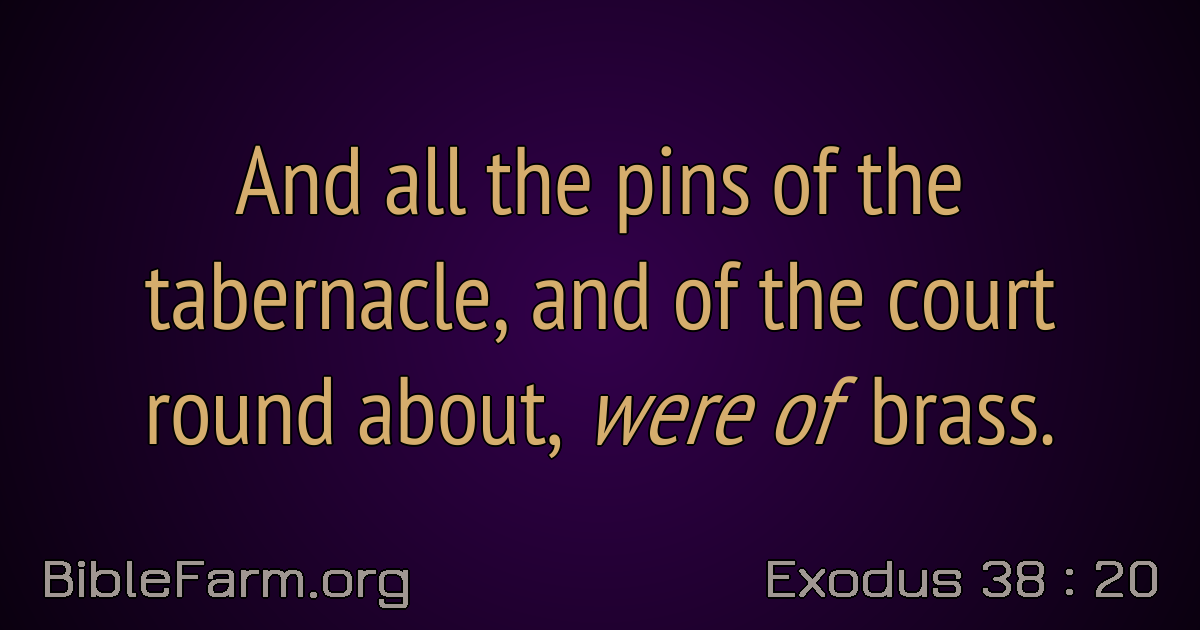 And all the pins of the
tabernacle, and of the court
round about, were of brass.
BibleFarm.org
Exodus 38 : 20